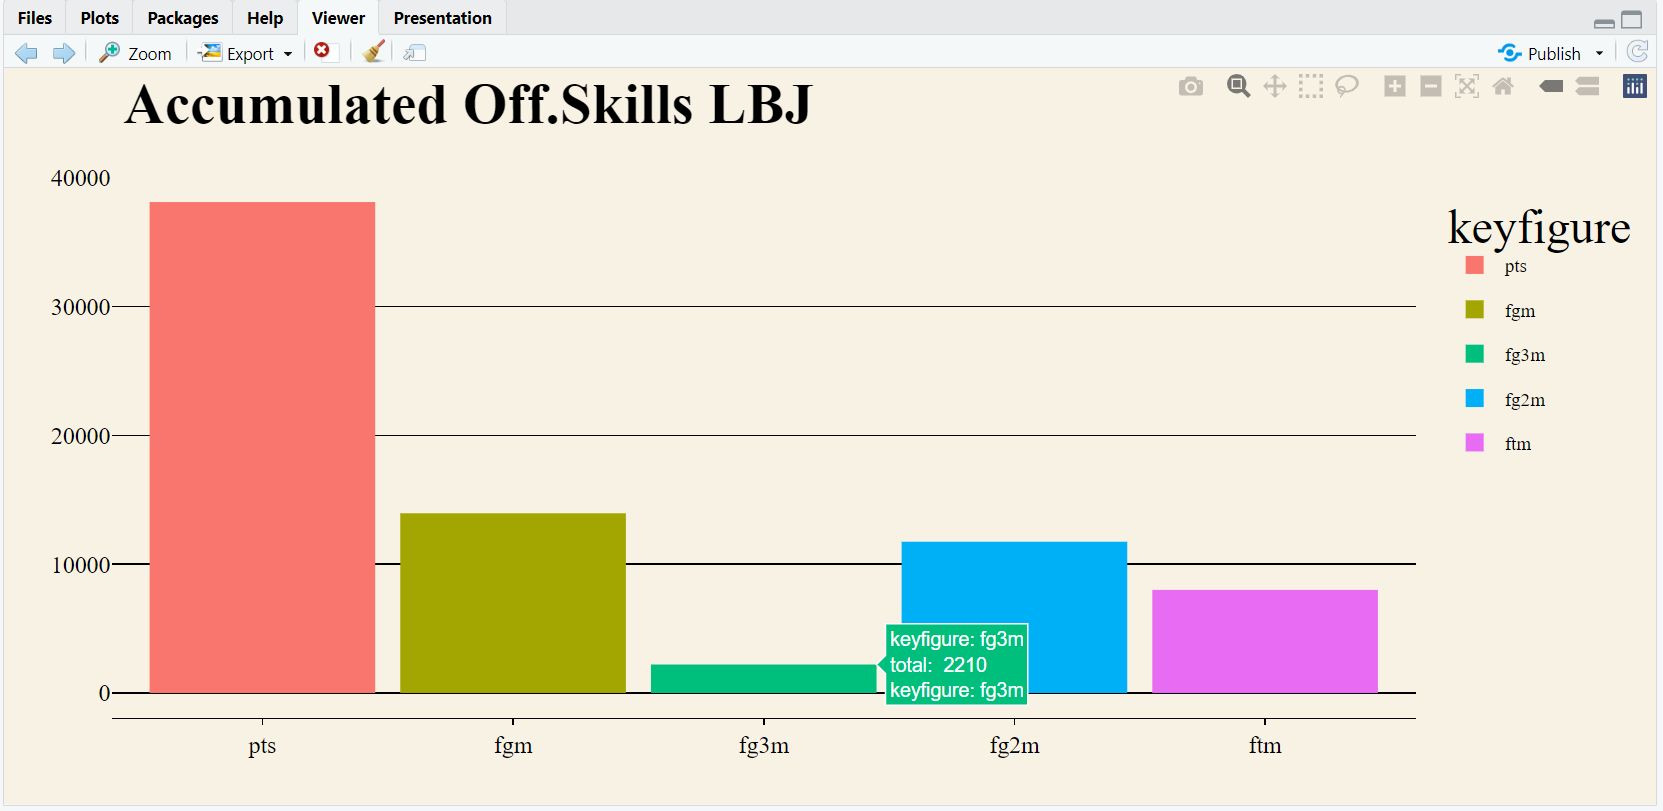 Files Plots Packages Help Viewer Presentation
Zoom Export Publish
Accumulated Off.Skills LBJ
40000
30000
20000
10000
0
pts fgm fg3m fg2m ftm
keyfigure: fg3m
total: 2210
keyfigure: fg3m
keyfigure
pts
fgm
fg3m
fg2m
ftm